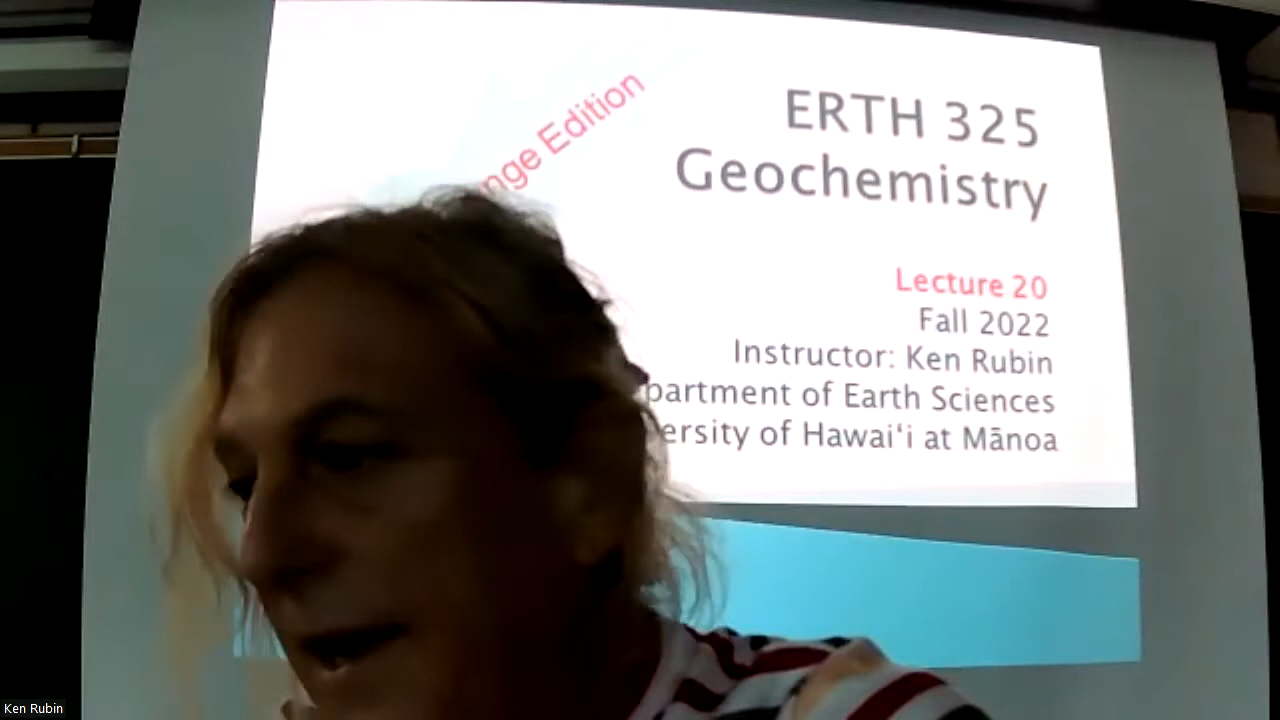 nge Edition
ERTH 325
Geochemistry
Lecture 20
Fall 2022
Instructor: Ken Rubin
partment of Earth Sciences
ersity of Hawaiʻi at Mānoa
Ken Rubin